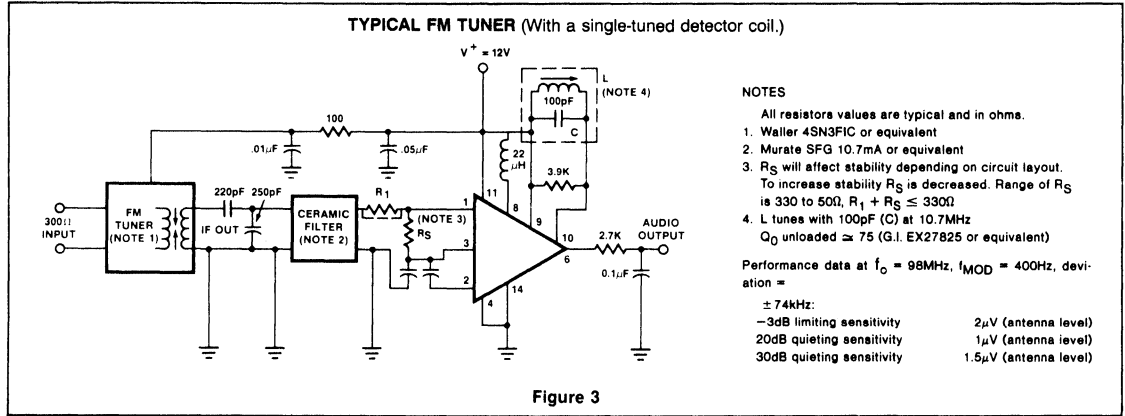 TYPICAL FM TUNER (With a single-tuned detector coil.)
V+ = 12V
L
(NOTE 4)
100pF
C
100
.01µF
.05µF
22
µH
3.9K
220pF 250pF
R1
11
8
9
1
(NOTE 3)
300Ω
INPUT
FM
TUNER
(NOTE 1)
IF OUT
CERAMIC
FILTER
(NOTE 2)
RS
3
2
10
6
4
14
2.7K
AUDIO
OUTPUT
0.1µF
NOTES
All resistors values are typical and in ohms.
1. Waller 4SN3FIC or equivalent
2. Murate SFG 10.7mA or equivalent
3. RS will affect stability depending on circuit layout.
To increase stability RS is decreased. Range of RS
is 330 to 50Ω, R1 + RS ≤ 330Ω
4. L tunes with 100pF (C) at 10.7MHz
Q0 unloaded ≃ 75 (G.I. EX27825 or equivalent)
Performance data at fo = 98MHz, fMOD = 400Hz, devi-
ation =
±74kHz:
−3dB limiting sensitivity 2µV (antenna level)
20dB quieting sensitivity 1µV (antenna level)
30dB quieting sensitivity 1.5µV (antenna level)
Figure 3